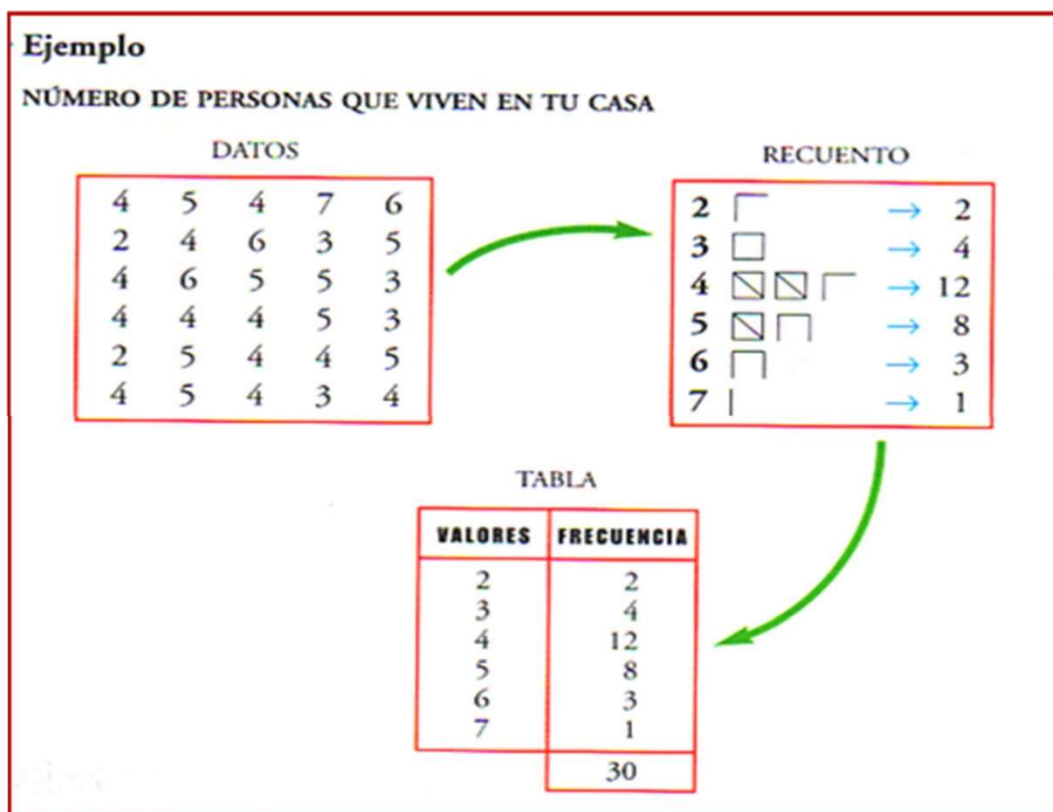 Ejemplo
NÚMERO DE PERSONAS QUE VIVEN EN TU CASA
DATOS
4 5 4 7 6
2 4 6 3 5
4 6 5 5 3
4 4 4 5 3
2 5 4 4 5
4 5 4 3 4
RECUENTO
2 → 2
3 → 4
4 → 12
5 → 8
6 → 3
7 | → 1
TABLA
VALORES FRECUENCIA
2 2
3 4
4 12
5 8
6 3
7 1
30